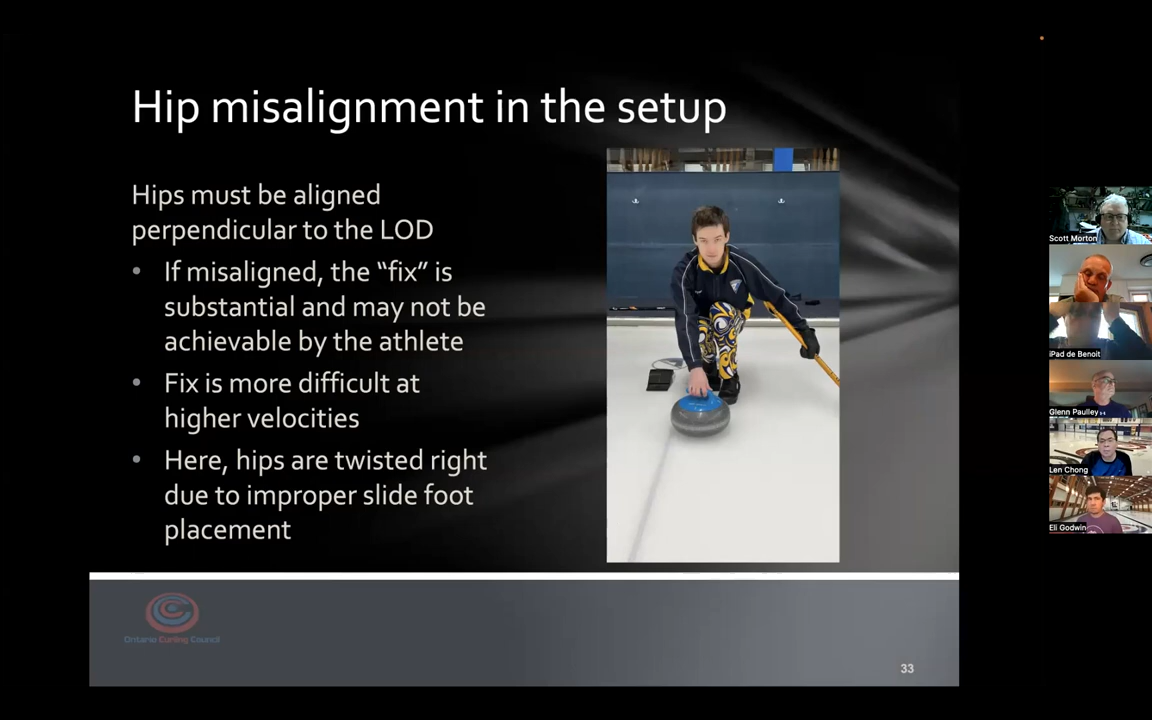 Hip misalignment in the setup
Hips must be aligned
perpendicular to the LOD
• If misaligned, the “fix” is
substantial and may not be
achievable by the athlete
• Fix is more difficult at
higher velocities
• Here, hips are twisted right
due to improper slide foot
placement
Ontario Curling Council
33
Scott Morton
iPad de Benoit
Glenn Paulley
Len Chong
Eli Godwin